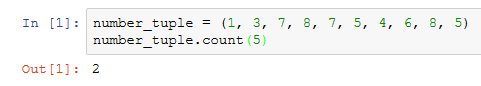 In [1]: number_tuple = (1, 3, 7, 8, 7, 5, 4, 6, 8, 5)
number_tuple.count(5)
Out[1]: 2